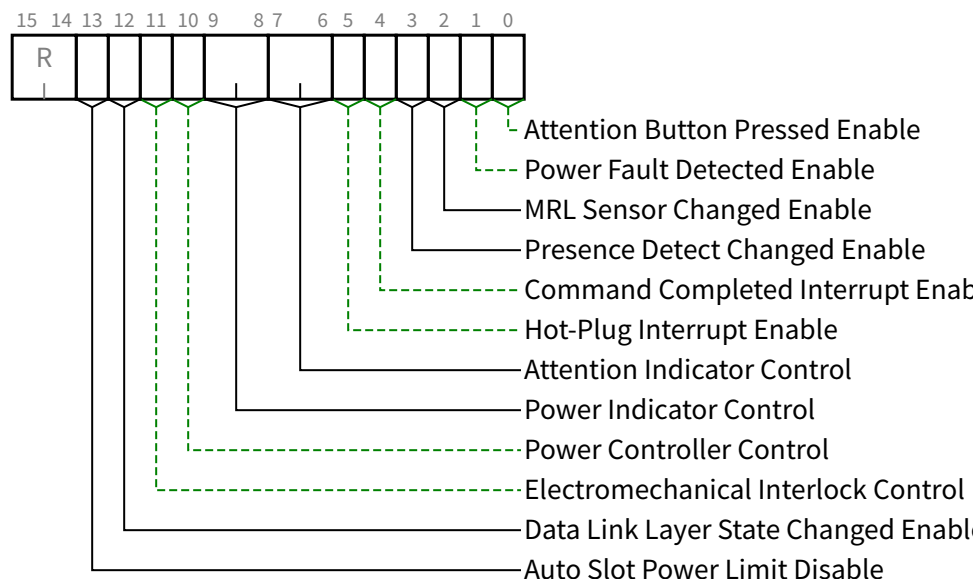 15 14 13 12 11 10 9 8 7 6 5 4 3 2 1 0
R
Attention Button Pressed Enable
Power Fault Detected Enable
MRL Sensor Changed Enable
Presence Detect Changed Enable
Command Completed Interrupt Enab
Hot-Plug Interrupt Enable
Attention Indicator Control
Power Indicator Control
Power Controller Control
Electromechanical Interlock Control
Data Link Layer State Changed Enable
Auto Slot Power Limit Disable